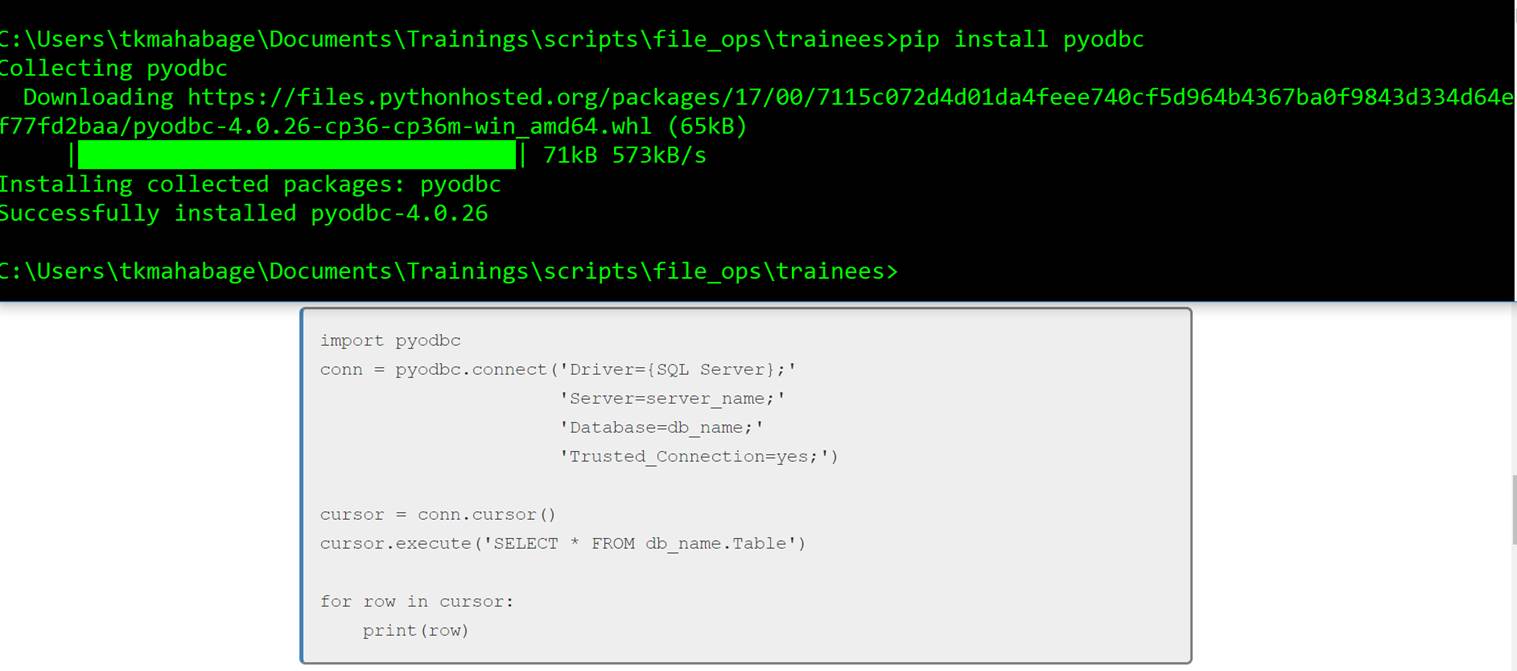 C:\Users\tkmahabage\Documents\Trainings\scripts\file_ops\trainees>pip install pyodbc
Collecting pyodbc
  Downloading https://files.pythonhosted.org/packages/17/00/7115c072d4d01da4feee740cf5d964b4367ba0f9843d334d64e
f77fd2baa/pyodbc-4.0.26-cp36-cp36m-win_amd64.whl (65kB)
     |████████████████████████████████| 71kB 573kB/s
Installing collected packages: pyodbc
Successfully installed pyodbc-4.0.26
C:\Users\tkmahabage\Documents\Trainings\scripts\file_ops\trainees>
import pyodbc
conn = pyodbc.connect('Driver={SQL Server};'
                      'Server=server_name;'
                      'Database=db_name;'
                      'Trusted_Connection=yes;')
cursor = conn.cursor()
cursor.execute('SELECT * FROM db_name.Table')
for row in cursor:
    print(row)